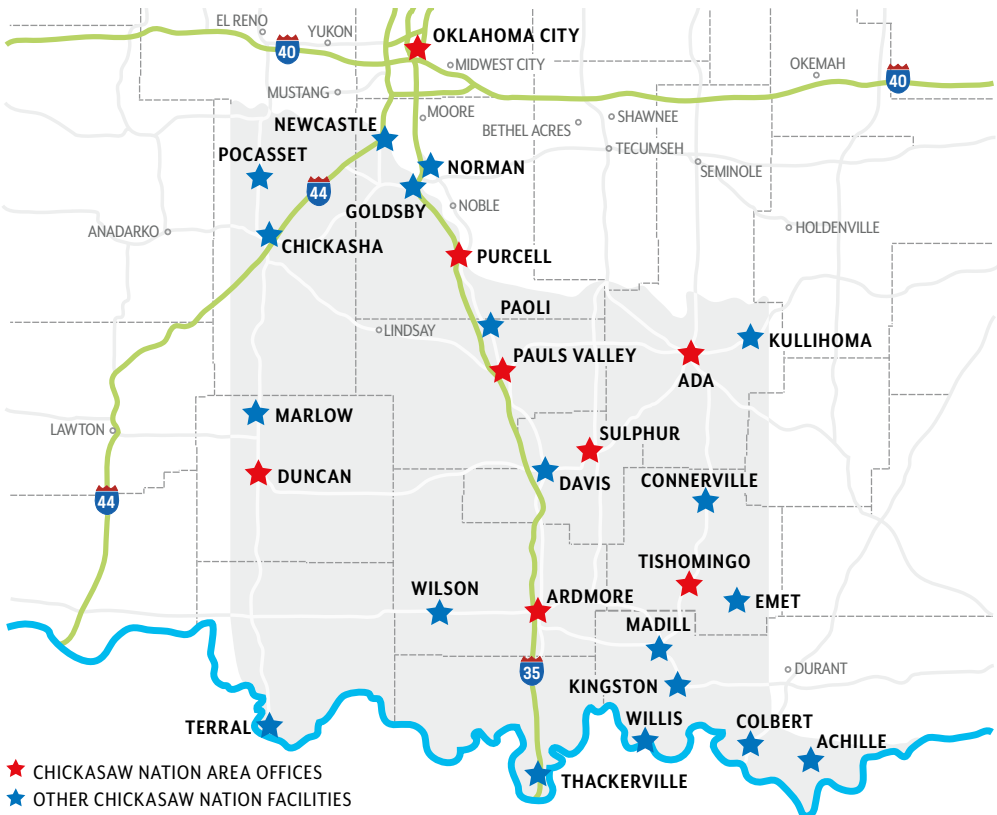 EL RENO
YUKON
OKLAHOMA CITY
40
MIDWEST CITY
OKEMAH
40
MUSTANG
MOORE
SHAWNEE
NEWCASTLE
BETHEL ACRES
TECUMSEH
POCASSET
NORMAN
SEMINOLE
44
GOLDSBY
NOBLE
ANADARKO
HOLDENVILLE
CHICKASHA
PURCELL
PAOLI
LINDSAY
KULLIHOMA
PAULS VALLEY
ADA
MARLOW
LAWTON
SULPHUR
DUNCAN
DAVIS
CONNERVILLE
44
TISHOMINGO
WILSON
ARDMORE
EMET
MADILL
35
DURANT
KINGSTON
TERRAL
WILLIS
COLBERT
ACHILLE
THACKERVILLE
CHICKASAW NATION AREA OFFICES
OTHER CHICKASAW NATION FACILITIES